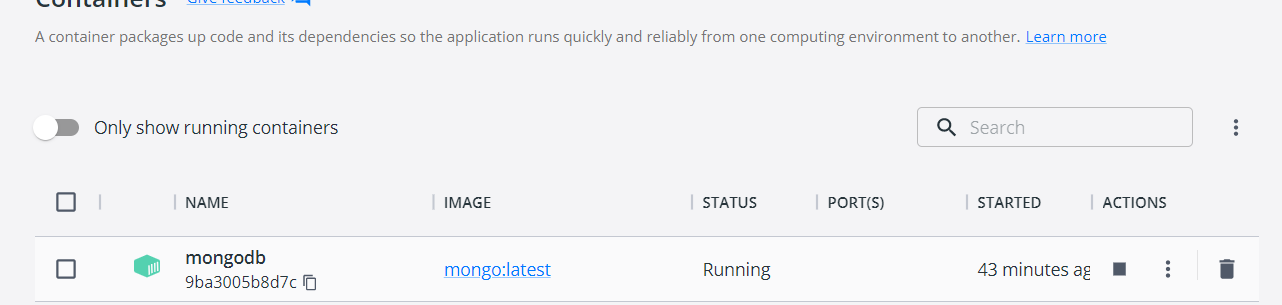 Containers Give feedback
A container packages up code and its dependencies so the application runs quickly and reliably from one computing environment to another. Learn more
Only show running containers
Search
NAME IMAGE STATUS PORT(S) STARTED ACTIONS
mongodb
9ba3005b8d7c
mongo:latest
Running
43 minutes ag